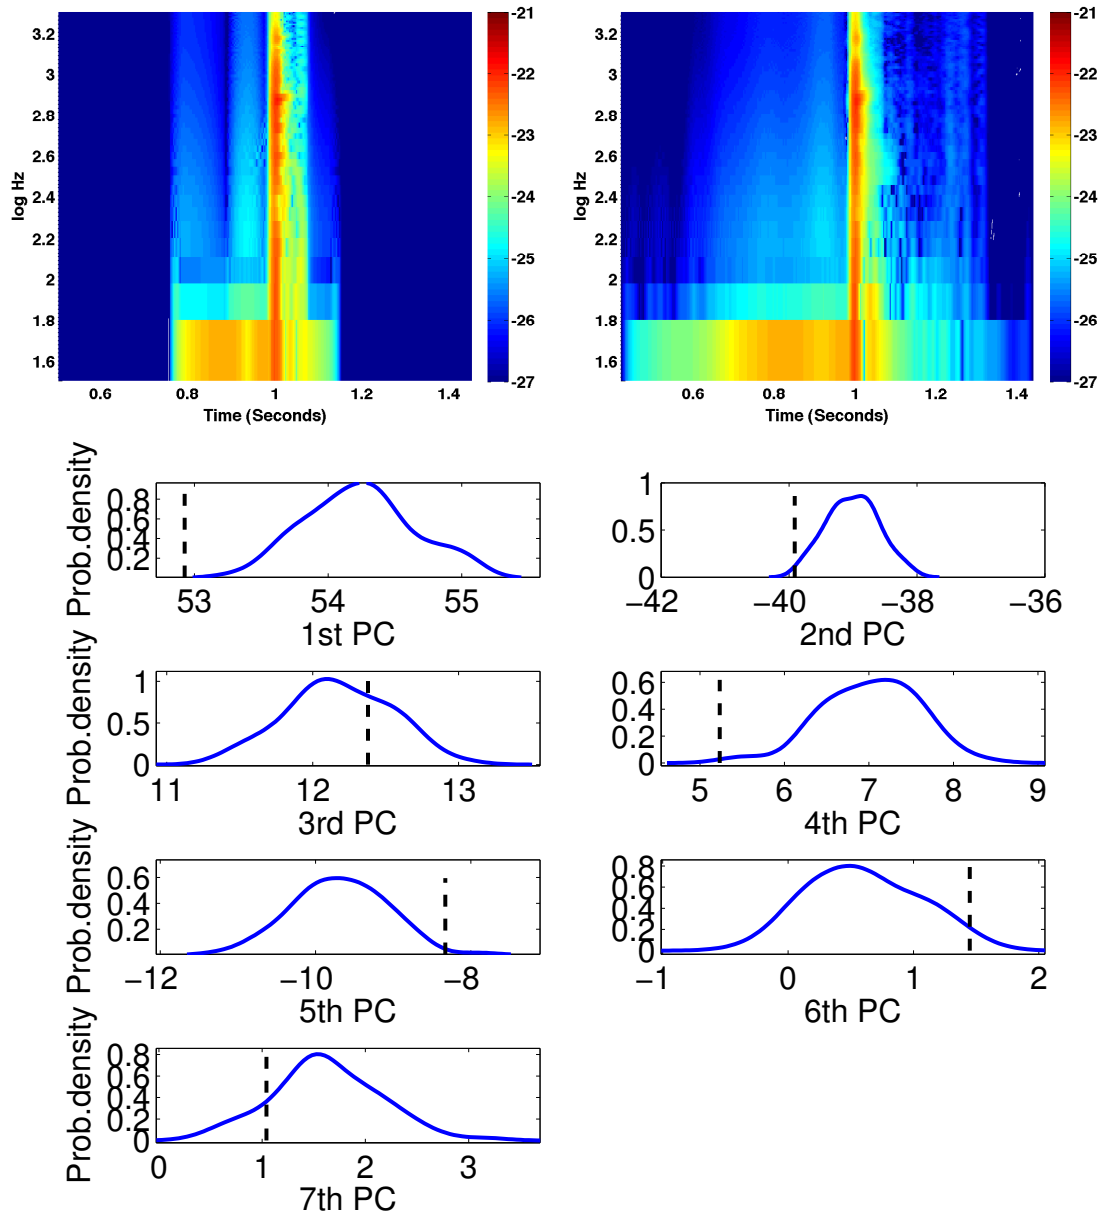 3.2
3
2.8
2.6
2.4
2.2
2
1.8
1.6
log Hz
0.6 0.8 1 1.2 1.4
Time (Seconds)
-21
-22
-23
-24
-25
-26
-27
3.2
3
2.8
2.6
2.4
2.2
2
1.8
1.6
log Hz
0.6 0.8 1 1.2 1.4
Time (Seconds)
-21
-22
-23
-24
-25
-26
-27
Prob.density
0.8
0.6
0.4
0.2
53 54 55
1st PC
1
0.5
0
−42 −40 −38 −36
2nd PC
Prob.density
1
0.5
0
11 12 13
3rd PC
0.6
0.4
0.2
0
5 6 7 8 9
4th PC
Prob.density
0.6
0.4
0.2
−12 −10 −8
5th PC
0.8
0.6
0.4
0.2
0
−1 0 1 2
6th PC
Prob.density
0.8
0.6
0.4
0.2
0
0 1 2 3
7th PC